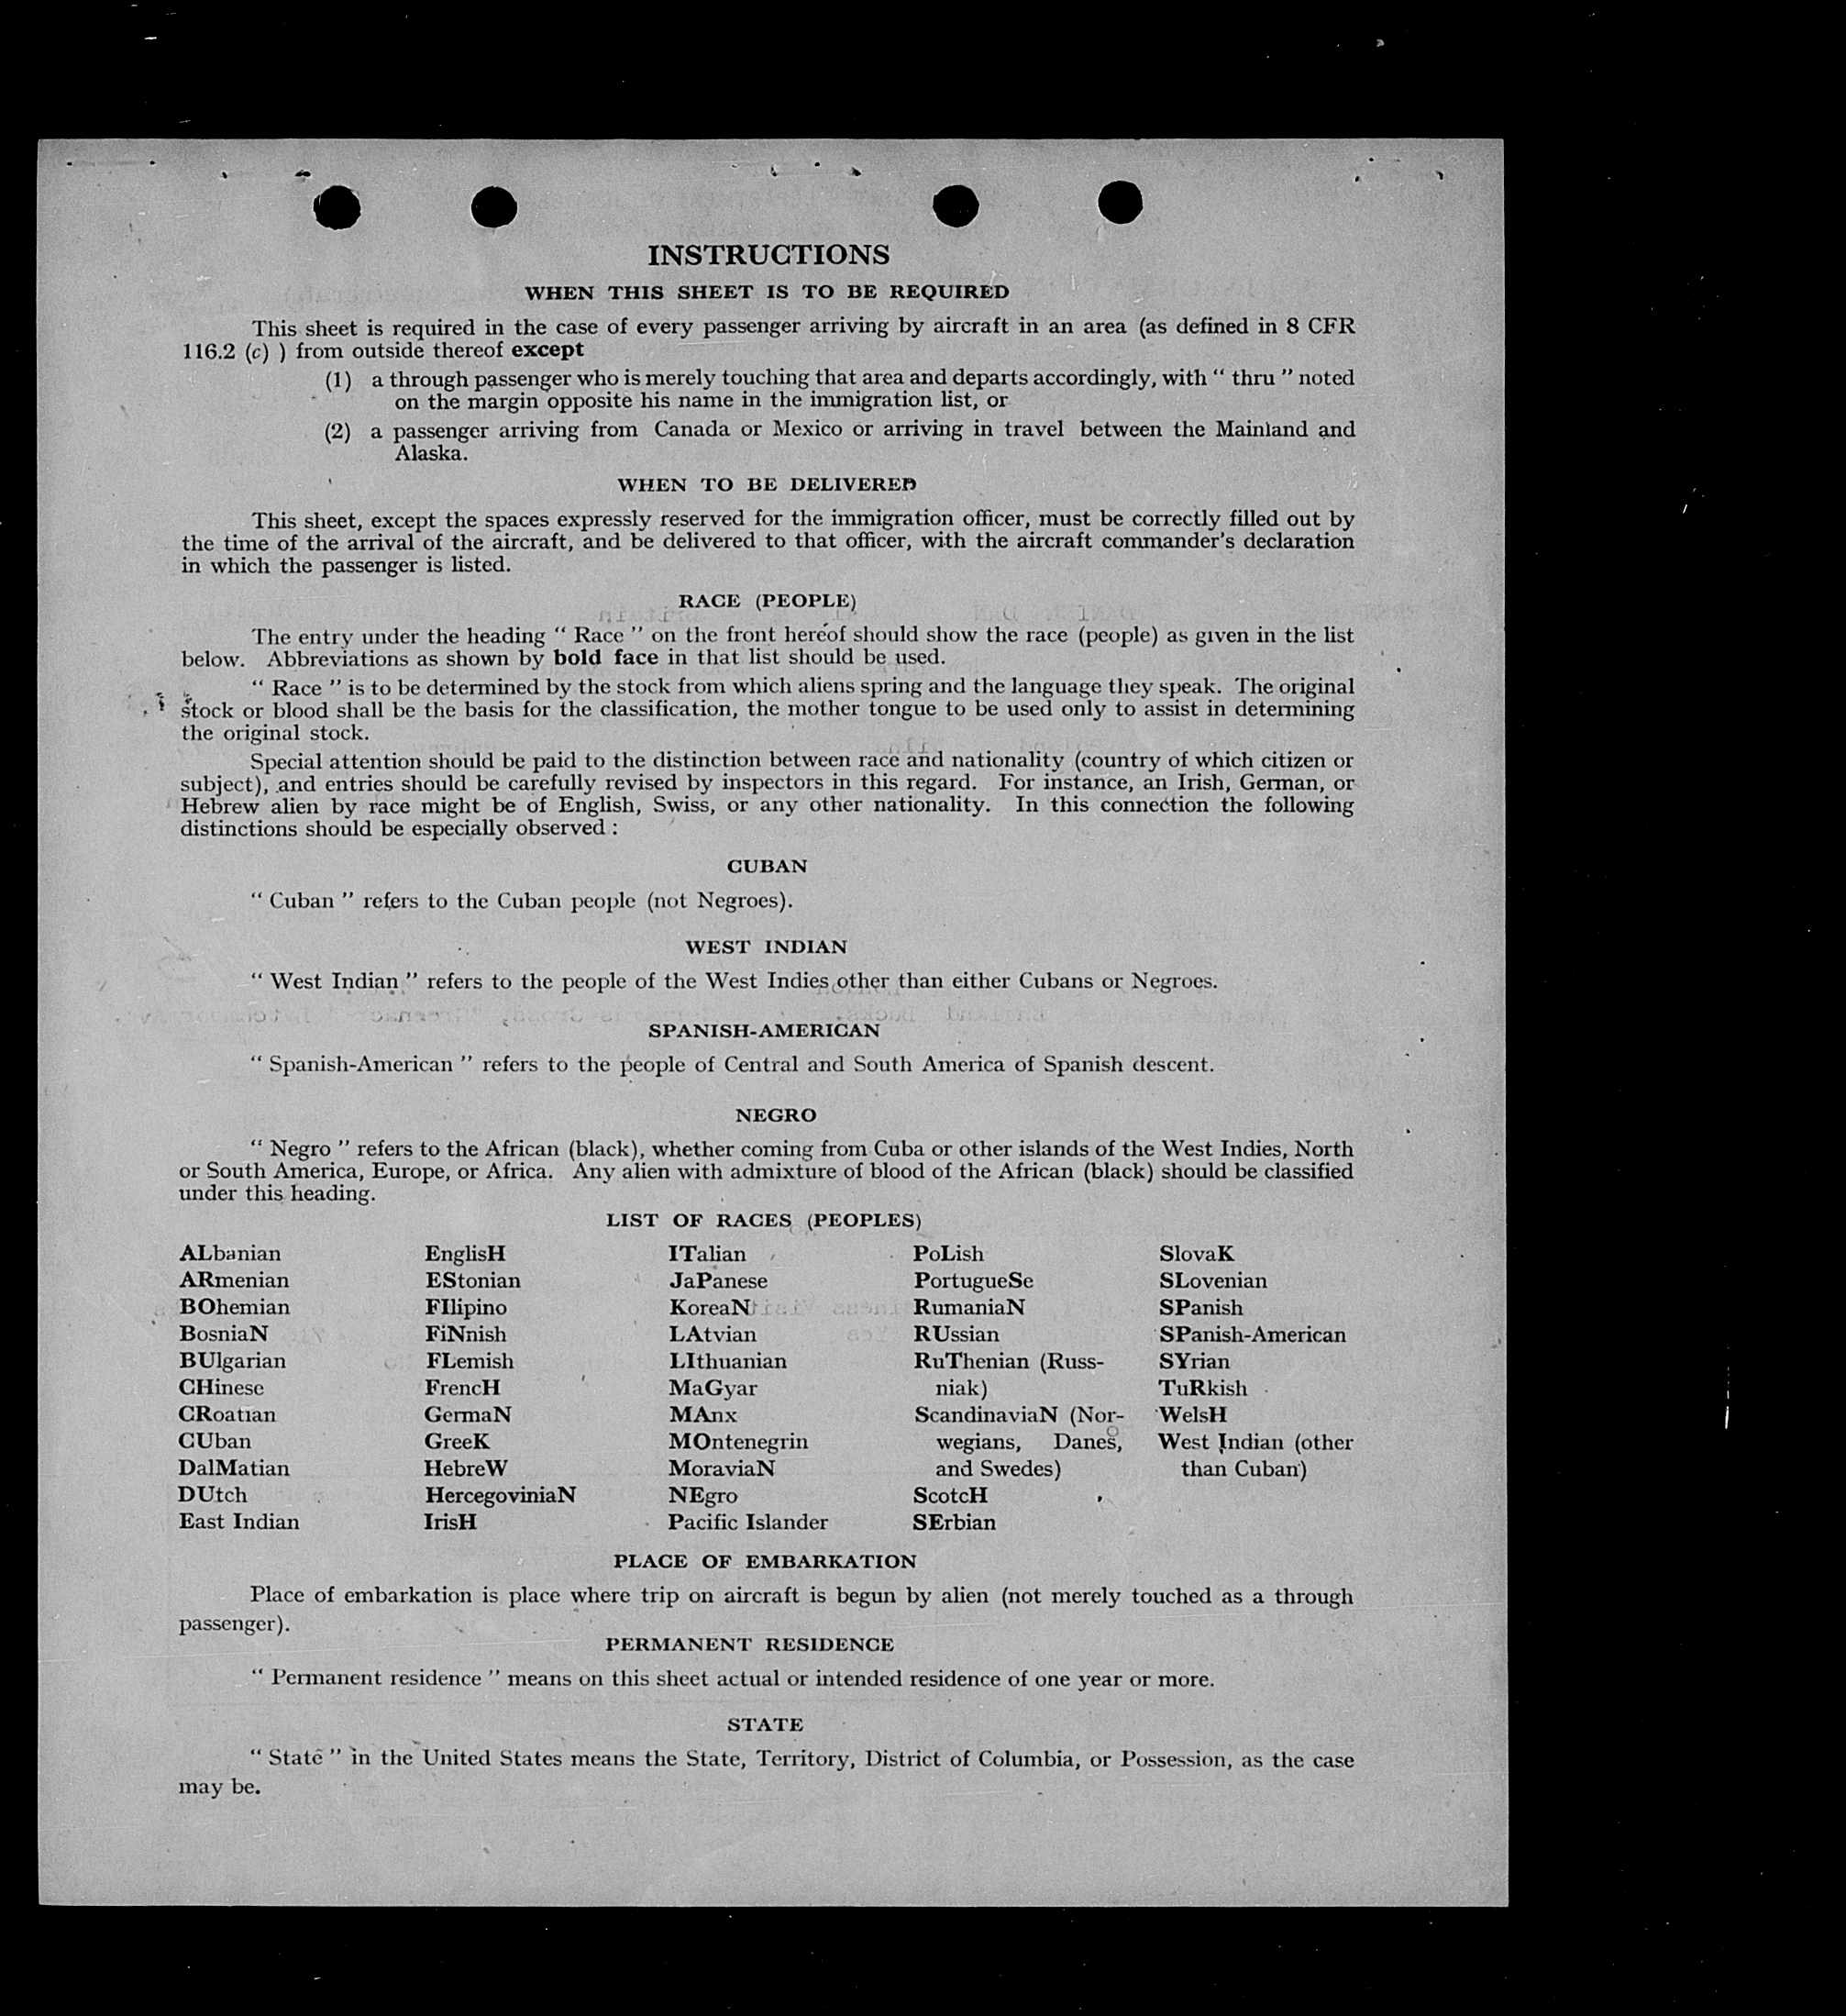 INSTRUCTIONS
WHEN THIS SHEET IS TO BE REQUIRED
This sheet is required in the case of every passenger arriving by aircraft in an area (as defined in 8 CFR
116.2 (c) ) from outside thereof except
(1) a through passenger who is merely touching that area and departs accordingly, with “ thru ” noted
on the margin opposite his name in the immigration list, or
(2) a passenger arriving from Canada or Mexico or arriving in travel between the Mainland and
Alaska.
WHEN TO BE DELIVERED
This sheet, except the spaces expressly reserved for the immigration officer, must be correctly filled out by
the time of the arrival of the aircraft, and be delivered to that officer, with the aircraft commander’s declaration
in which the passenger is listed.
RACE (PEOPLE)
The entry under the heading “ Race ” on the front hereof should show the race (people) as given in the list
below. Abbreviations as shown by bold face in that list should be used.
“ Race ” is to be determined by the stock from which aliens spring and the language they speak. The original
stock or blood shall be the basis for the classification, the mother tongue to be used only to assist in determining
the original stock.
Special attention should be paid to the distinction between race and nationality (country of which citizen or
subject), and entries should be carefully revised by inspectors in this regard. For instance, an Irish, German, or
Hebrew alien by race might be of English, Swiss, or any other nationality. In this connection the following
distinctions should be especially observed :
CUBAN
“ Cuban ” refers to the Cuban people (not Negroes).
WEST INDIAN
“ West Indian ” refers to the people of the West Indies other than either Cubans or Negroes.
SPANISH-AMERICAN
“ Spanish-American ” refers to the people of Central and South America of Spanish descent.
NEGRO
“ Negro ” refers to the African (black), whether coming from Cuba or other islands of the West Indies, North
or South America, Europe, or Africa. Any alien with admixture of blood of the African (black) should be classified
under this heading.
LIST OF RACES (PEOPLES)
ALbanian
ARmenian
BOhemian
BosniaN
BUlgarian
CHinese
CRoatian
CUban
DalMatian
DUtch
East Indian
EnglisH
EStonian
FIlipino
FiNnish
FLemish
FrencH
GermaN
GreeK
HebreW
HercegoviniaN
IrisH
ITalian
JaPanese
KoreaN
LAtvian
LIthuanian
MaGyar
MAnx
MOntenegrin
MoraviaN
NEgro
Pacific Islander
PoLish
PortugueSe
RumaniaN
RUssian
RuThenian (Russ-
niak)
ScandinaviaN (Nor-
wegians, Danes,
and Swedes)
ScotcH
SErbian
SlovaK
SLovenian
SPanish
SPanish-American
SYrian
TuRkish
WelsH
West Indian (other
than Cuban)
PLACE OF EMBARKATION
Place of embarkation is place where trip on aircraft is begun by alien (not merely touched as a through
passenger).
PERMANENT RESIDENCE
“ Permanent residence ” means on this sheet actual or intended residence of one year or more.
STATE
“ State ” in the United States means the State, Territory, District of Columbia, or Possession, as the case
may be.